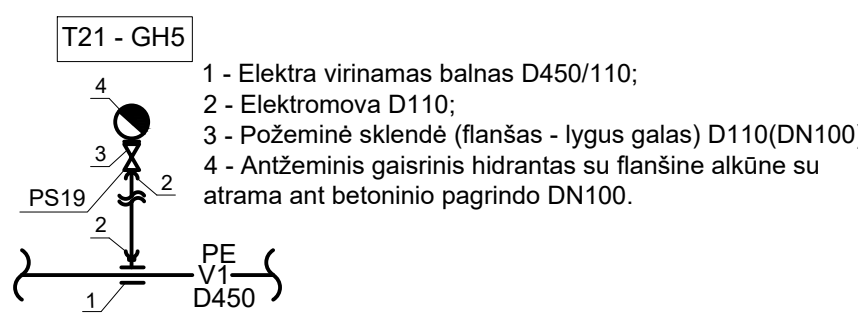 T21 - GH5
1 - Elektra virinamas balnas D450/110;
2 - Elektromova D110;
3 - Požeminė sklendė (flanšas - lygus galas) D110(DN100)
4 - Antžeminis gaisrinis hidrantas su flanšine alkūne su
atrama ant betoninio pagrindo DN100.
4
3
2
PS19
2
PE
V1
D450
1